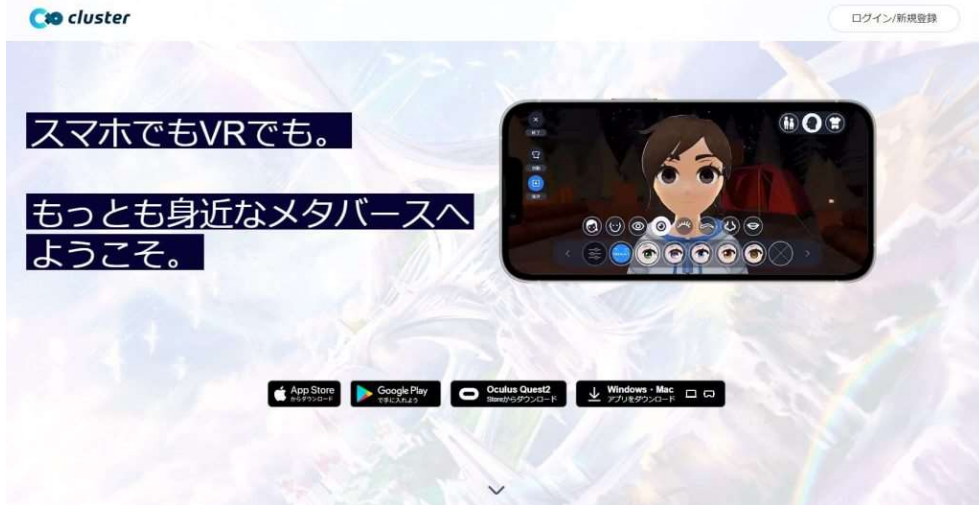 cluster
ログイン/新規登録
スマホでもVRでも。
もっとも身近なメタバースへ
ようこそ。
終了
App Store
からダウンロード
Google Play
で手に入れよう
Oculus Quest2
Storeからダウンロード
Windows・Mac
アプリをダウンロード